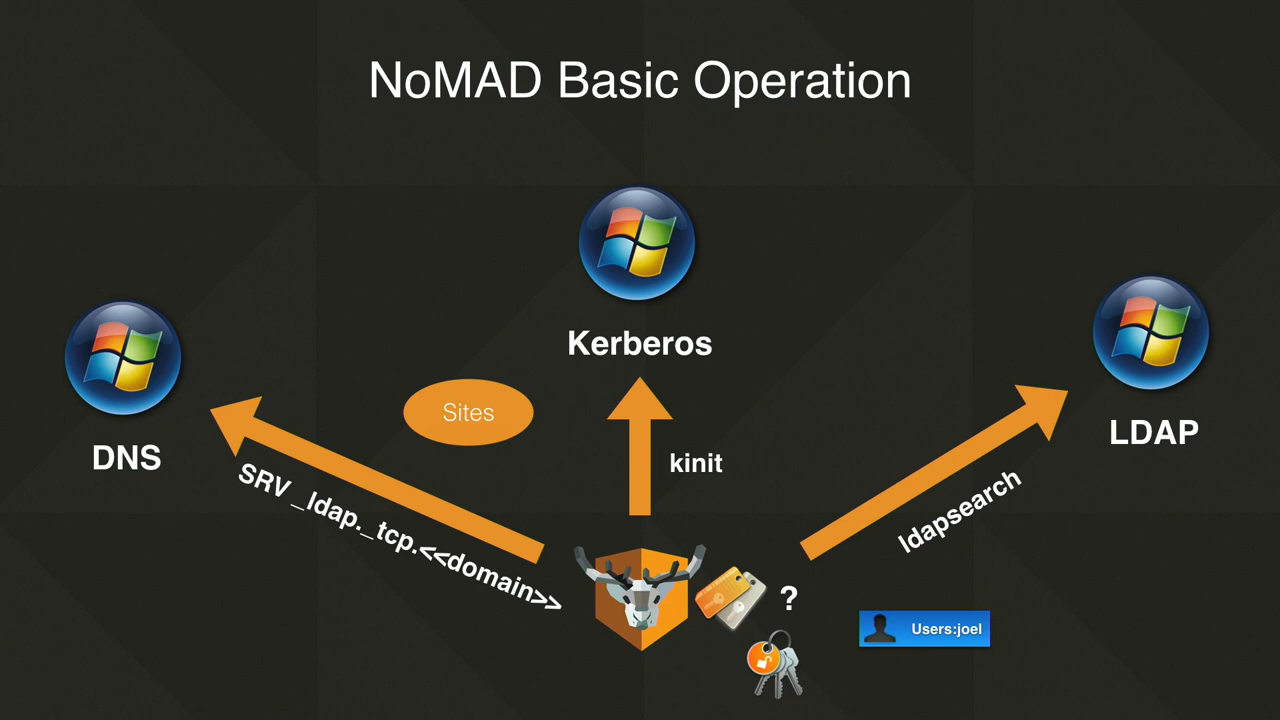 NoMAD Basic Operation
Kerberos
Sites
DNS
LDAP
kinit
SRV _ldap._tcp.<<domain>>
ldapsearch
?
Users:joel